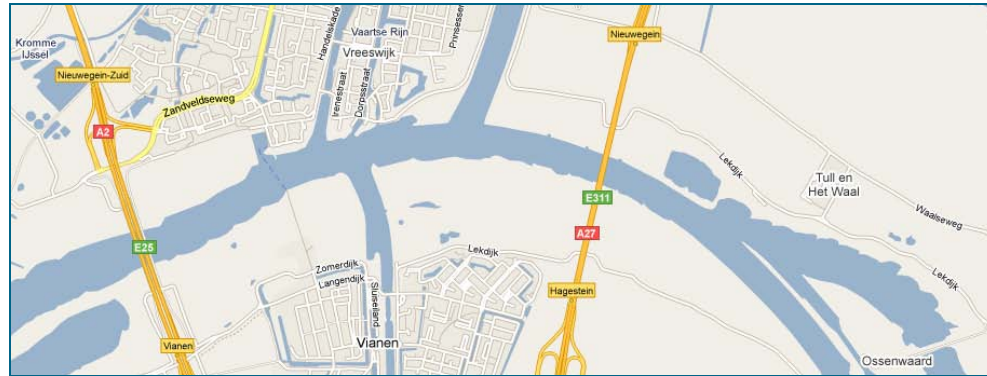 Kromme
IJssel
Nieuwegein-Zuid
Zandveldseweg
A2
E25
Vianen
Handelskade
Vaartse Rijn
Vreeswijk
Irenestraat
Dorpsstraat
Nieuwegein
Lekdijk
Tull en
Het Waal
Waalseweg
E311
A27
Lekdijk
Zomerdijk
Langendijk
Lekdijk
Hagestein
Vianen
Ossenwaard